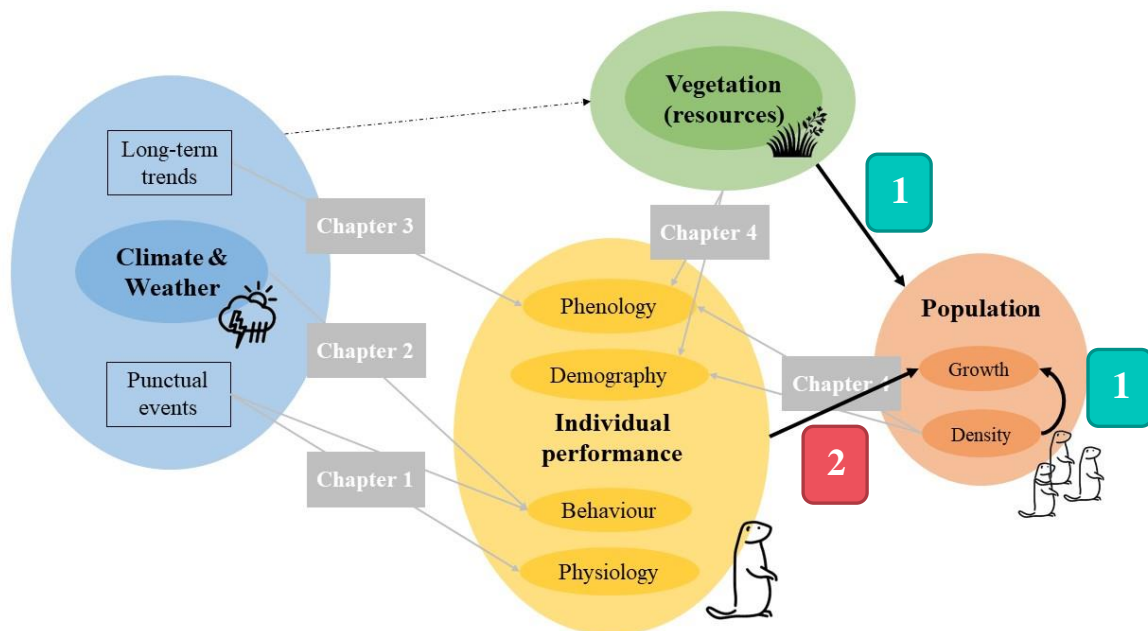 Vegetation
(resources)
Long-term
trends
1
Chapter 3
Chapter 4
Climate &
Weather
Phenology
Population
Chapter 2
Demography
Chapter
Growth
1
Punctual
events
Individual
performance
2
Density
Chapter 1
Behaviour
Physiology